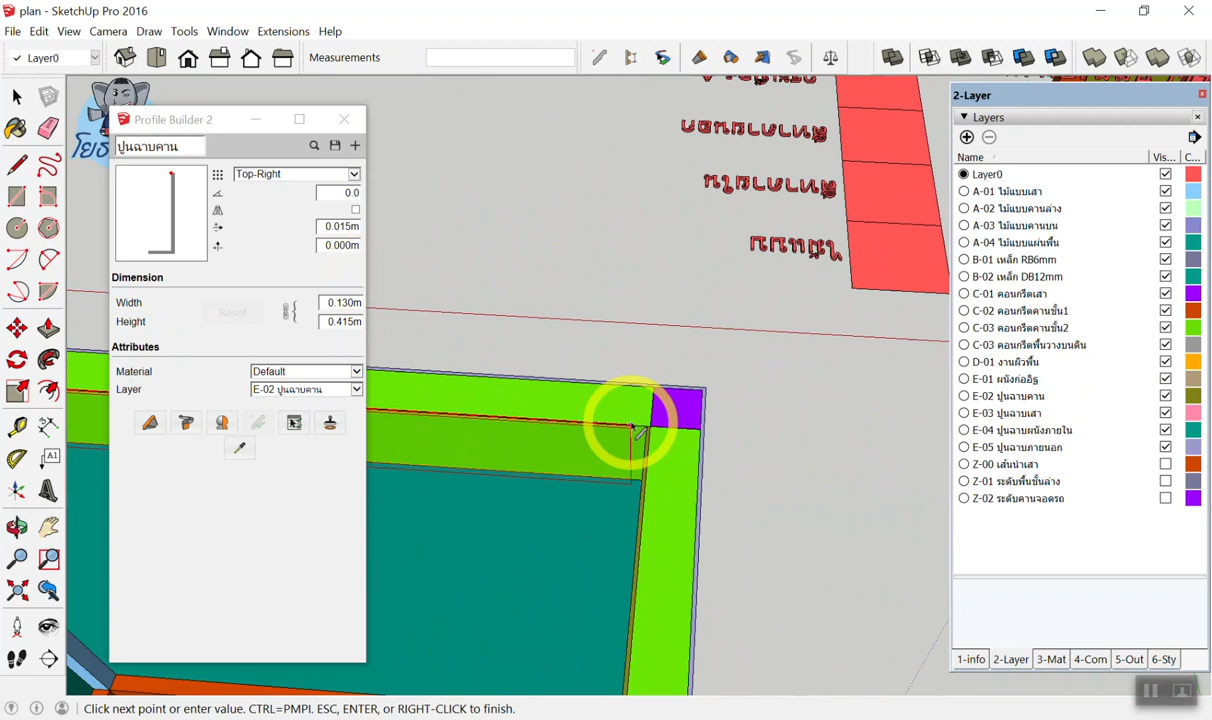 plan - SketchUp Pro 2016
File Edit View Camera Draw Tools Window Extensions Help
Layer0
Measurements
2-Layer
Layers
Name
Vis...
C...
Layer0
A-01 ไม้แบบเสา
A-02 ไม้แบบคานล่าง
A-03 ไม้แบบคานบน
A-04 ไม้แบบแผ่นพื้น
B-01 เหล็ก RB6mm
B-02 เหล็ก DB12mm
C-01 คอนกรีตเสา
C-02 คอนกรีตคานชั้น1
C-03 คอนกรีตคานชั้น2
C-03 คอนกรีตพื้นวางบนดิน
D-01 งานผิวพื้น
E-01 ผนังก่ออิฐ
E-02 ปูนฉาบคาน
E-03 ปูนฉาบเสา
E-04 ปูนฉาบผนังภายใน
E-05 ปูนฉาบภายนอก
Z-00 เส้นนำเสา
Z-01 ระดับพื้นชั้นล่าง
Z-02 ระดับคานจอดรถ
1-info 2-Layer 3-Mat 4-Com 5-Out 6-Sty
Profile Builder 2
ปูนฉาบคาน
Top-Right
0.0
0.015m
0.000m
Dimension
Width 0.130m
Reset
Height 0.415m
Attributes
Material Default
Layer E-02 ปูนฉาบคาน
A1
Click next point or enter value. CTRL=PMPI. ESC, ENTER, or RIGHT-CLICK to finish.